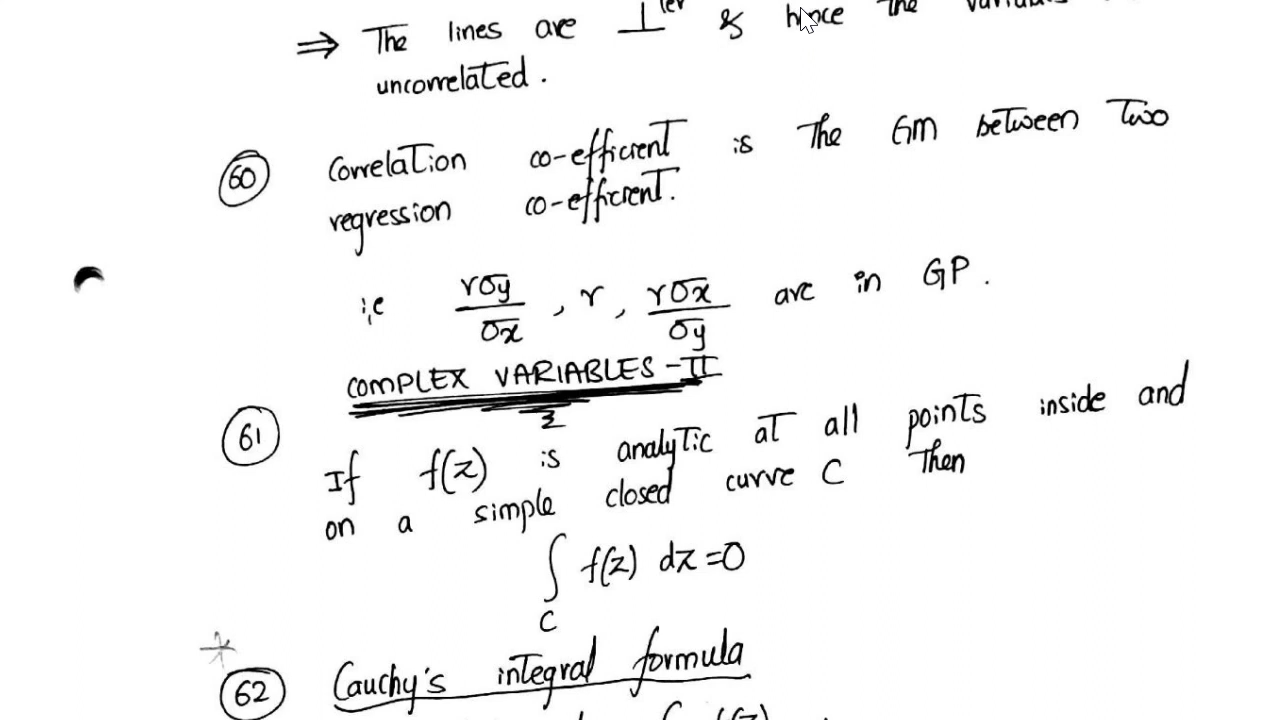 ⇒ The lines are ⊥ler & hence the
uncorrelated.
60 Correlation co-efficient is the GM between two
regression co-efficient.
i,e rσy/σx , r, rσx/σy are in GP.
COMPLEX VARIABLES - II
61 If f(z) is analytic at all points inside and
on a simple closed curve C then
∫C f(z) dz = 0
62 Cauchy's integral formula